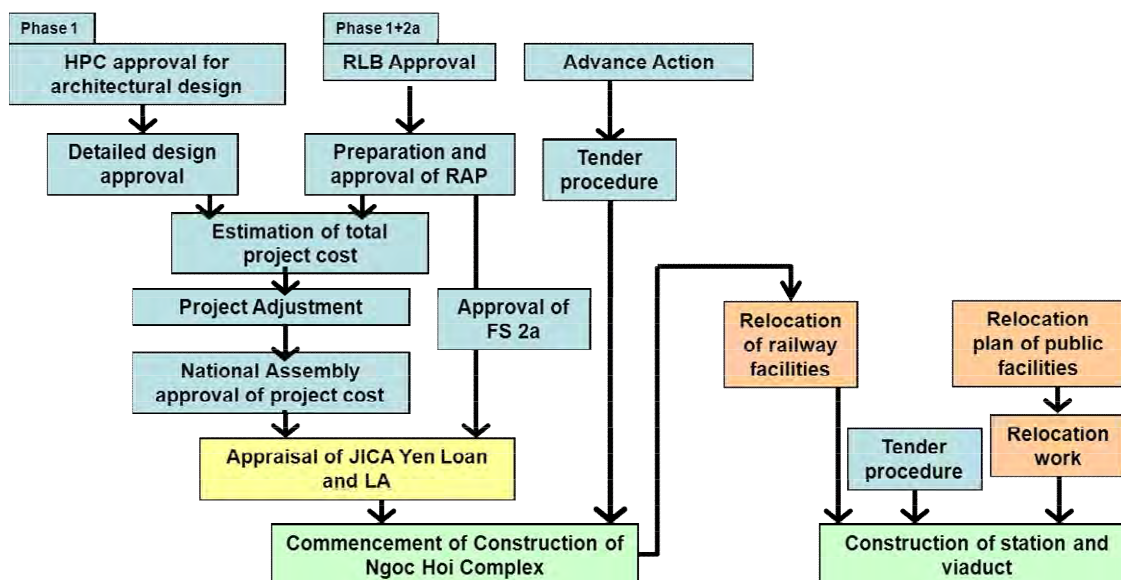 Phase 1
HPC approval for
architectural design
Phase 1+2a
RLB Approval
Advance Action
Detailed design
approval
Preparation and
approval of RAP
Tender
procedure
Estimation of total
project cost
Project Adjustment
Approval of
FS 2a
National Assembly
approval of project cost
Appraisal of JICA Yen Loan
and LA
Commencement of Construction of
Ngoc Hoi Complex
Relocation
of railway
facilities
Relocation
plan of public
facilities
Tender
procedure
Relocation
work
Construction of station and
viaduct